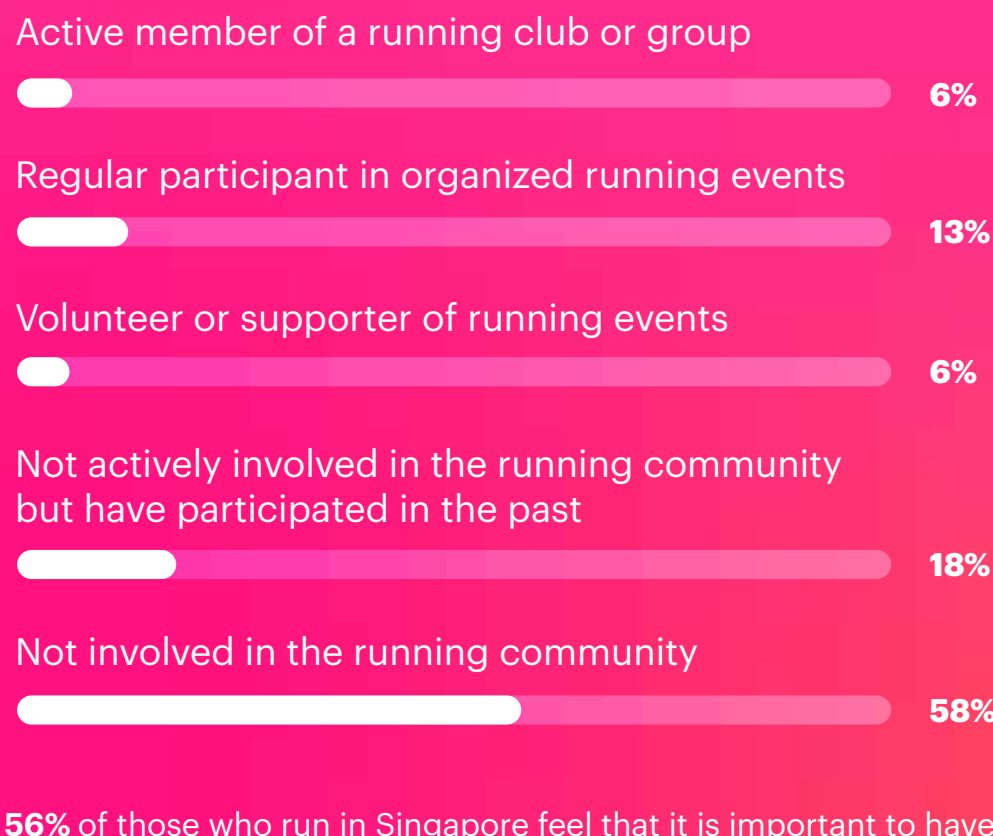 Active member of a running club or group
6%
Regular participant in organized running events
13%
Volunteer or supporter of running events
6%
Not actively involved in the running community
but have participated in the past
18%
Not involved in the running community
58%
56% of those who run in Singapore feel that it is important to have